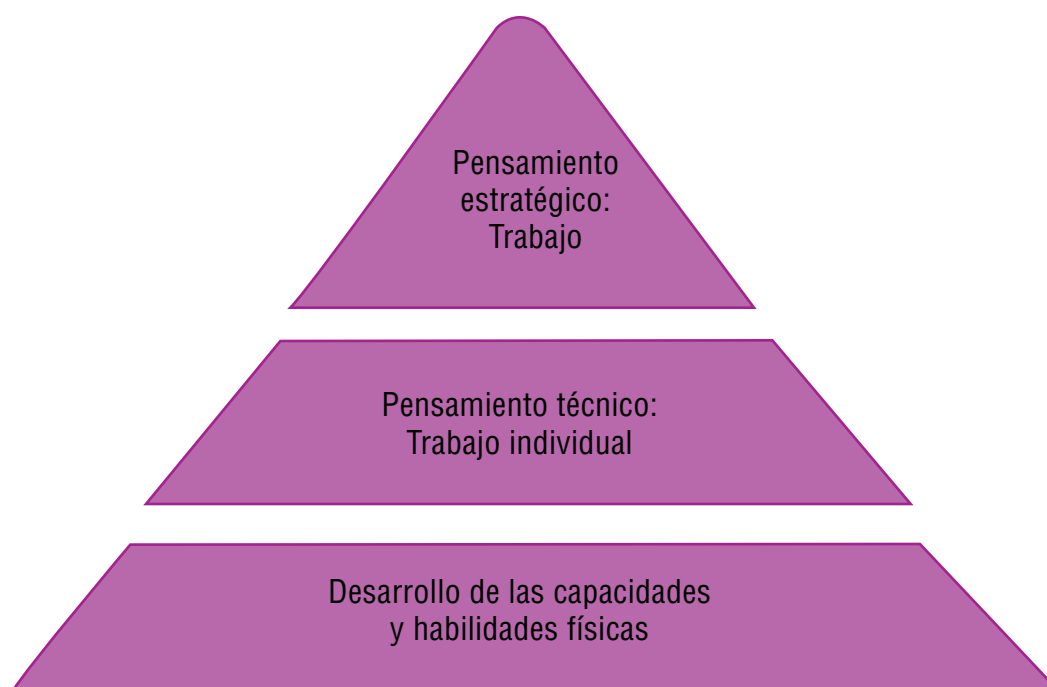 Pensamiento
estratégico:
Trabajo
Pensamiento técnico:
Trabajo individual
Desarrollo de las capacidades
y habilidades físicas